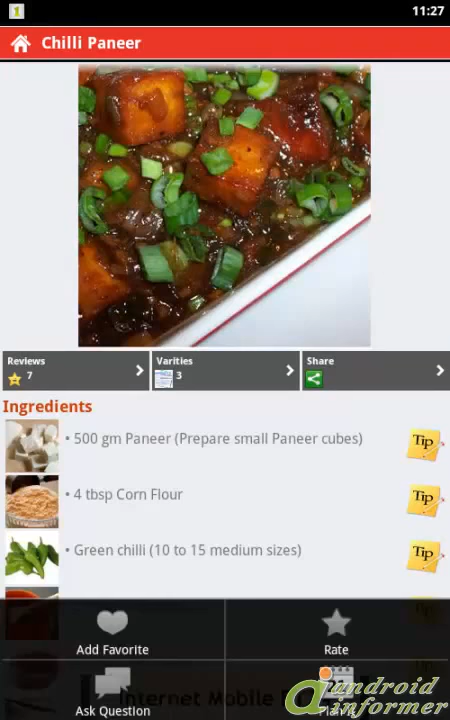 1
11:27
Chilli Paneer
Reviews
7
Varities
3
Share
Ingredients
• 500 gm Paneer (Prepare small Paneer cubes)
Tip
• 4 tbsp Corn Flour
Tip
• Green chilli (10 to 15 medium sizes)
Tip
Add Favorite
Rate
Internet Mobile
Ask Question
android
informer